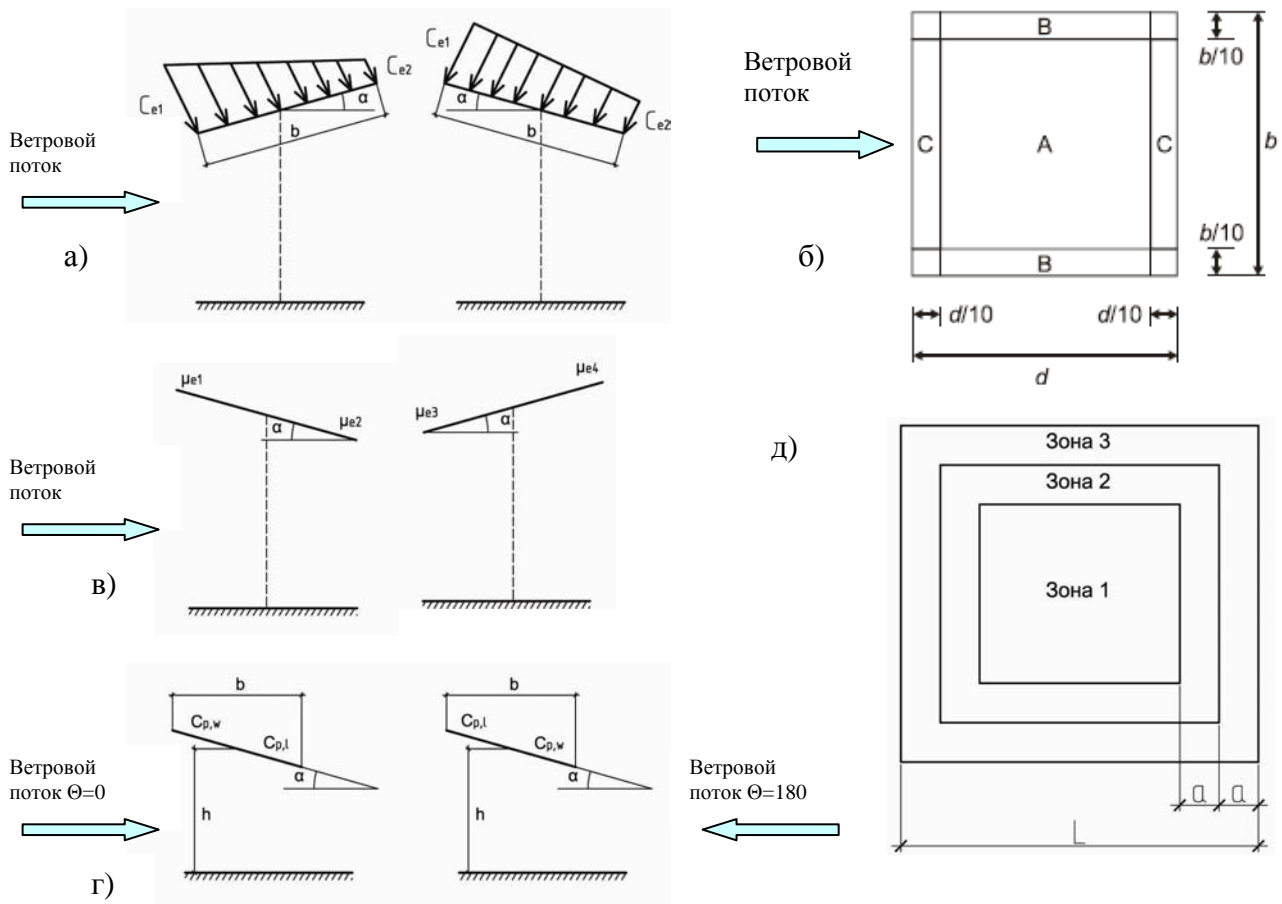 Ce1
Ce2
α
b
Ce1
α
b
Ce2
Ветровой
поток
а)
Ветровой
поток
B
b/10
C
A
C
b
b/10
B
б)
d/10
d/10
d
μe1
α
μe2
μe4
μe3
α
Ветровой
поток
в)
д)
Зона 3
Зона 2
Зона 1
a
a
L
b
Cp,w
Cp,l
α
h
b
Cp,l
Cp,w
α
h
Ветровой
поток Θ=0
Ветровой
поток Θ=180
г)